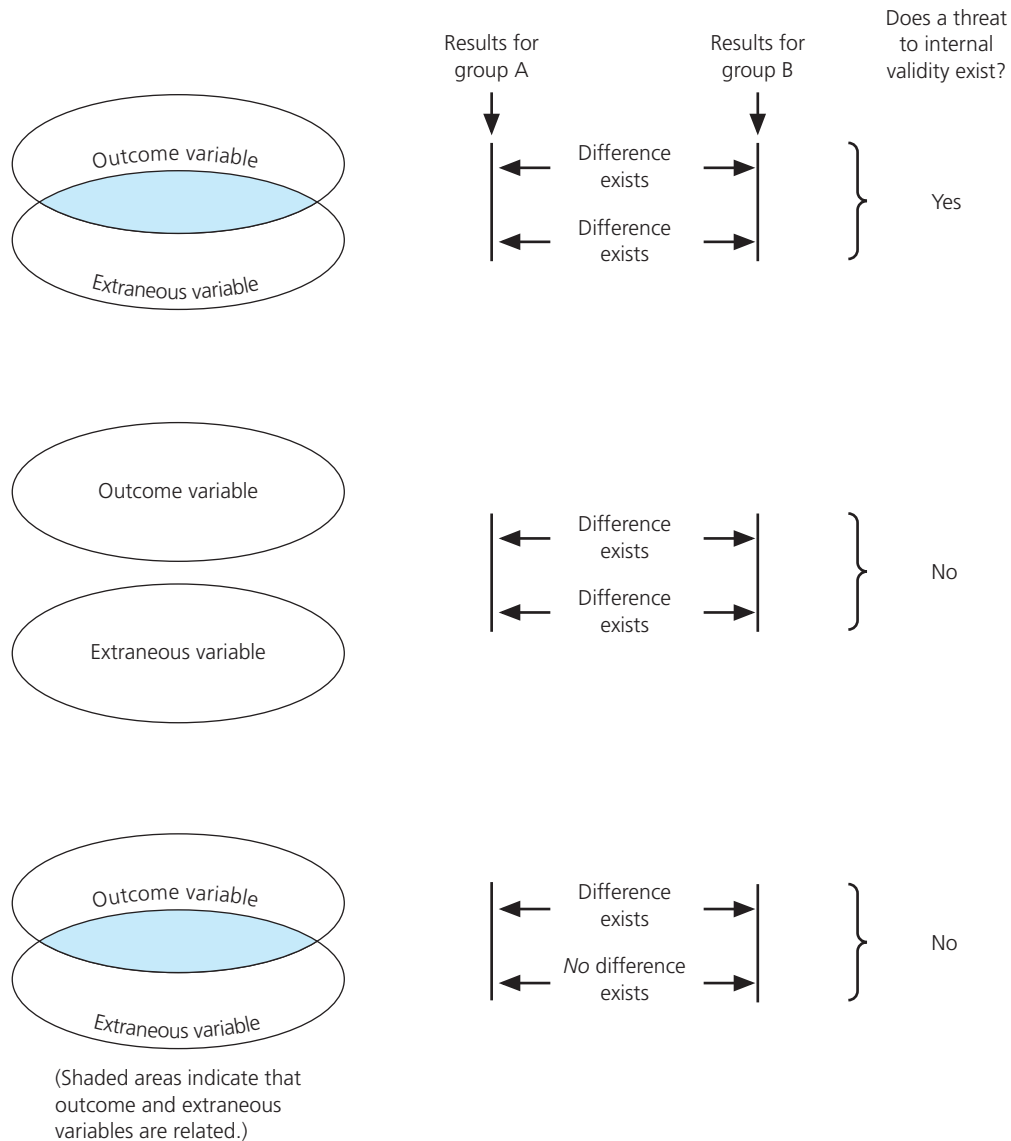 Results for
group A
Results for
group B
Does a threat
to internal
validity exist?
Outcome variable
Extraneous variable
Difference
exists
Difference
exists
Yes
Outcome variable
Extraneous variable
Difference
exists
Difference
exists
No
Outcome variable
Extraneous variable
Difference
exists
No difference
exists
No
(Shaded areas indicate that
outcome and extraneous
variables are related.)